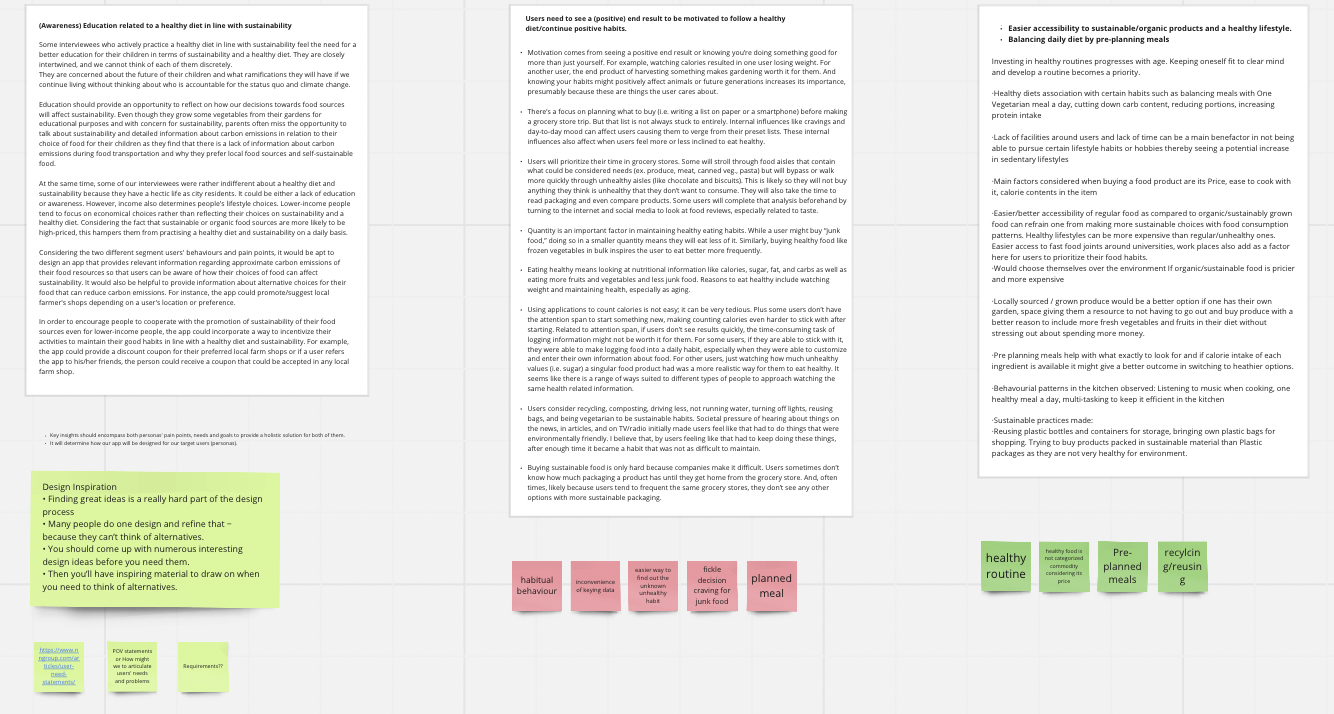 (Awareness) Education related to a healthy diet in line with sustainability
Some interviewees who actively practice a healthy diet in line with sustainability feel the need for a
better education for their children in terms of sustainability and a healthy diet. They are closely
intertwined, and we cannot think of each of them discretely.
They are concerned about the future of their children and what ramifications they will have if we
continue living without thinking about who is accountable for the status quo and climate change.
Education should provide an opportunity to reflect on how our decisions towards food sources
will affect sustainability. Even though they grow some vegetables from their gardens for
educational purposes and with concern for sustainability, parents often miss the opportunity to
talk about sustainability and detailed information about carbon emissions in relation to their
choice of food for their children as they find that there is a lack of information about carbon
emissions during food transportation and why they prefer local food sources and self-sustainable
food.
At the same time, some of our interviewees were rather indifferent about a healthy diet and
sustainability because they have a hectic life as city residents. It could be either a lack of education
or awareness. However, income also determines people's lifestyle choices. Lower-income people
tend to focus on economical choices rather than reflecting their choices on sustainability and a
healthy diet. Considering the fact that sustainable or organic food sources are more likely to be
high-priced, this hampers them from practising a healthy diet and sustainability on a daily basis.
Considering the two different segment users' behaviours and pain points, it would be apt to
design an app that provides relevant information regarding approximate carbon emissions of
their food resources so that users can be aware of how their choices of food can affect
sustainability. It would also be helpful to provide information about alternative choices for their
food that can reduce carbon emissions. For instance, the app could promote/suggest local
farmer's shops depending on a user's location or preference.
In order to encourage people to cooperate with the promotion of sustainability of their food
sources even for lower-income people, the app could incorporate a way to incentivize their
activities to maintain their good habits in line with a healthy diet and sustainability. For example,
the app could provide a discount coupon for their preferred local farm shops or if a user refers
the app to his/her friends, the person could receive a coupon that could be accepted in any local
farm shop.
• Key insights should encompass both personas' pain points, needs and goals to provide a holistic solution for both of them.
• It will determine how our app will be designed for our target users (personas).
Design Inspiration
• Finding great ideas is a really hard part of the design
process
• Many people do one design and refine that –
because they can't think of alternatives.
• You should come up with numerous interesting
design ideas before you need them.
• Then you'll have inspiring material to draw on when
you need to think of alternatives.
https://www.n
ngroup.com/ar
ticles/user-
need-
statements/
POV statements
or How might
we to articulate
users' needs
and problems
Requirements??
Users need to see a (positive) end result to be motivated to follow a healthy
diet/continue positive habits.
• Motivation comes from seeing a positive end result or knowing you're doing something good for
more than just yourself. For example, watching calories resulted in one user losing weight. For
another user, the end product of harvesting something makes gardening worth it for them. And
knowing your habits might positively affect animals or future generations increases its importance,
presumably because these are things the user cares about.
• There's a focus on planning what to buy (i.e. writing a list on paper or a smartphone) before making
a grocery store trip. But that list is not always stuck to entirely. Internal influences like cravings and
day-to-day mood can affect users causing them to verge from their preset lists. These internal
influences also affect when users feel more or less inclined to eat healthy.
• Users will prioritize their time in grocery stores. Some will scroll through food aisles that contain
what could be considered needs (ex. produce, meat, canned veg., pasta) but will bypass or walk
more quickly through unhealthy aisles (like chocolate and biscuits). This is likely so they will not buy
anything they think is unhealthy that they don't want to consume. They will also take the time to
read packaging and even compare products. Some users will complete that analysis beforehand by
turning to the internet and social media to look at food reviews, especially related to taste.
• Quantity is an important factor in maintaining healthy eating habits. While a user might by “junk
food,” doing so in a smaller quantity means they will eat less of it. Similarly, buying healthy food like
frozen vegetables in bulk inspires the user to eat better more frequently.
• Eating healthy means looking at nutritional information like calories, sugar, fat, and carbs as well as
eating more fruits and vegetables and less junk food. Reasons to eat healthy include watching
weight and maintaining health, especially as aging.
• Using applications to count calories is not easy; it can be very tedious. Plus some users don't have
the attention span to start something new, making counting calories even harder to stick with after
starting. Related to attention span, if users don't see results quickly, the time-consuming task of
logging information might not be worth it for them. For some, if they are able to stick with it,
they were able to make logging food into a daily habit, especially when they were able to customize
and enter their own information about food. For other users, just watching how much unhealthy
values (i.e. sugar) a singular food product had was a more realistic way for them to eat healthy. It
seems like there is a range of ways suited to different types of people to approach watching the
same health related information.
• Users consider recycling, composting, driving less, not running water, turning off lights, reusing
bags, and being vegetarian to be sustainable habits. Societal pressure of hearing about things on
the news, in articles, and on TV/radio initially made users feel like that had to do things that were
environmentally friendly. I believe that, by users feeling like that had to keep doing these things,
after enough time it became a habit that was not as difficult to maintain.
• Buying sustainable food is only hard because companies make it difficult. Users sometimes don't
know how much packaging a product has until they get home from the grocery store. And, often
times, likely because users tend to frequent the same grocery stores, they don't see any other
options with more sustainable packaging.
habitual
behaviour
inconvenience
of keying data
easier way to
find out the
unknown
unhealthy
habit
fickle
decision
craving for
junk food
planned
meal
• Easier accessibility to sustainable/organic products and a healthy lifestyle.
• Balancing daily diet by pre-planning meals
Investing in healthy routines progresses with age. Keeping oneself fit to clear mind
and develop a routine becomes a priority.
·Healthy diets association with certain habits such as balancing meals with One
Vegetarian meal a day, cutting down carb content, reducing portions, increasing
protein intake
·Lack of facilities around users and lack of time can be a main benefactor in not being
able to pursue certain lifestyle habits or hobbies thereby seeing a potential increase
in sedentary lifestyles
·Main factors considered when buying a food product are its Price, ease to cook with
it, calorie contents in the item
·Easier/better accessibility of regular food as compared to organic/sustainably grown
food can refrain one from making more sustainable choices with food consumption
patterns. Healthy lifestyles can be more expensive than regular/unhealthy ones.
Easier access to fast food joints around universities, work places also add as a factor
here for users to prioritize their food habits.
·Would choose themselves over the environment If organic/sustainable food is pricier
and more expensive
·Locally sourced / grown produce would be a better option if one has their own
garden, space giving them a resource to not having to go out and buy produce with a
better reason to include more fresh vegetables and fruits in their diet without
stressing out about spending more money.
·Pre planning meals help with what exactly to look for and if calorie intake of each
ingredient is available it might give a better outcome in switching to heathier options.
·Behavioural patterns in the kitchen observed: Listening to music when cooking, one
healthy meal a day, multi-tasking to keep it efficient in the kitchen
·Sustainable practices made:
·Reusing plastic bottles and containers for storage, bringing own plastic bags for
shopping. Trying to buy products packed in sustainable material than Plastic
packages as they are not very healthy for environment.
healthy
routine
healthy food is
not categorized
commodity
considering its
price
Pre-
planned
meals
recylcin
g/reusin
g